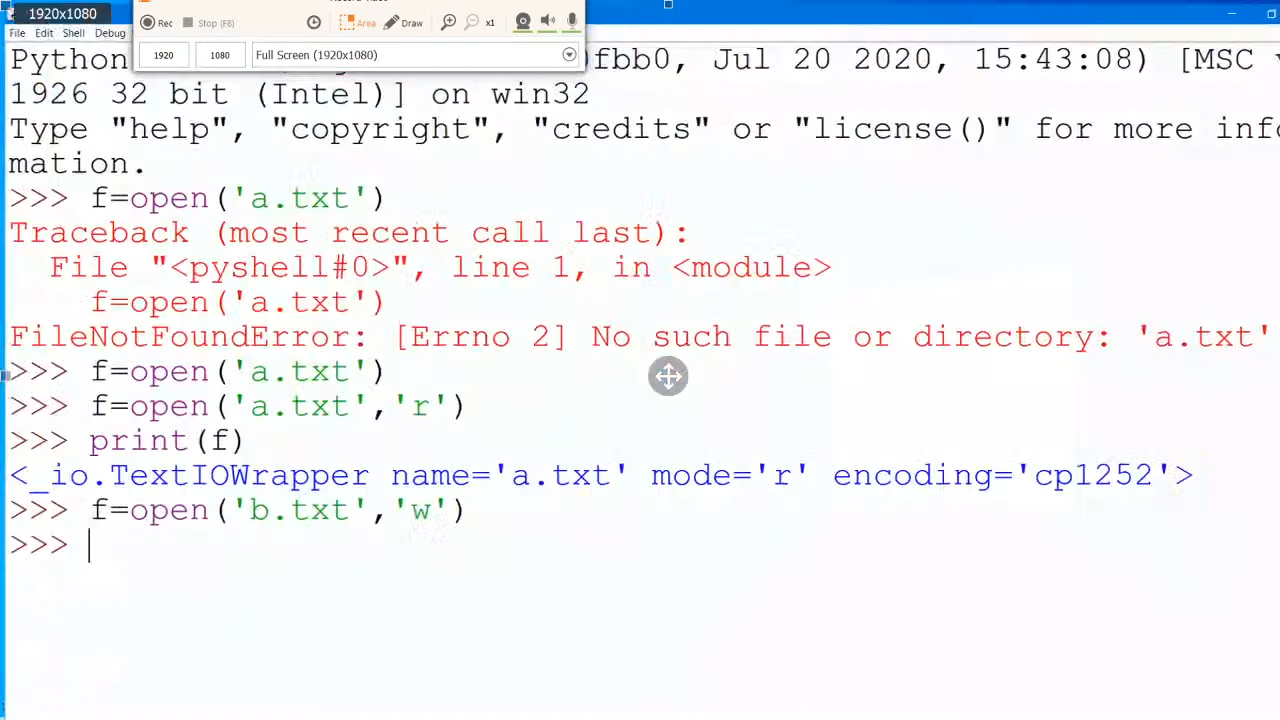 1920x1080
Rec Stop (F8) Area Draw x1
File Edit Shell Debug
1920 1080 Full Screen (1920x1080)
Python fbb0, Jul 20 2020, 15:43:08) [MSC
1926 32 bit (Intel)] on win32
Type "help", "copyright", "credits" or "license()" for more info
mation.
>>> f=open('a.txt')
Traceback (most recent call last):
File "<pyshell#0>", line 1, in <module>
f=open('a.txt')
FileNotFoundError: [Errno 2] No such file or directory: 'a.txt'
>>> f=open('a.txt')
>>> f=open('a.txt','r')
>>> print(f)
<_io.TextIOWrapper name='a.txt' mode='r' encoding='cp1252'>
>>> f=open('b.txt','w')
>>>